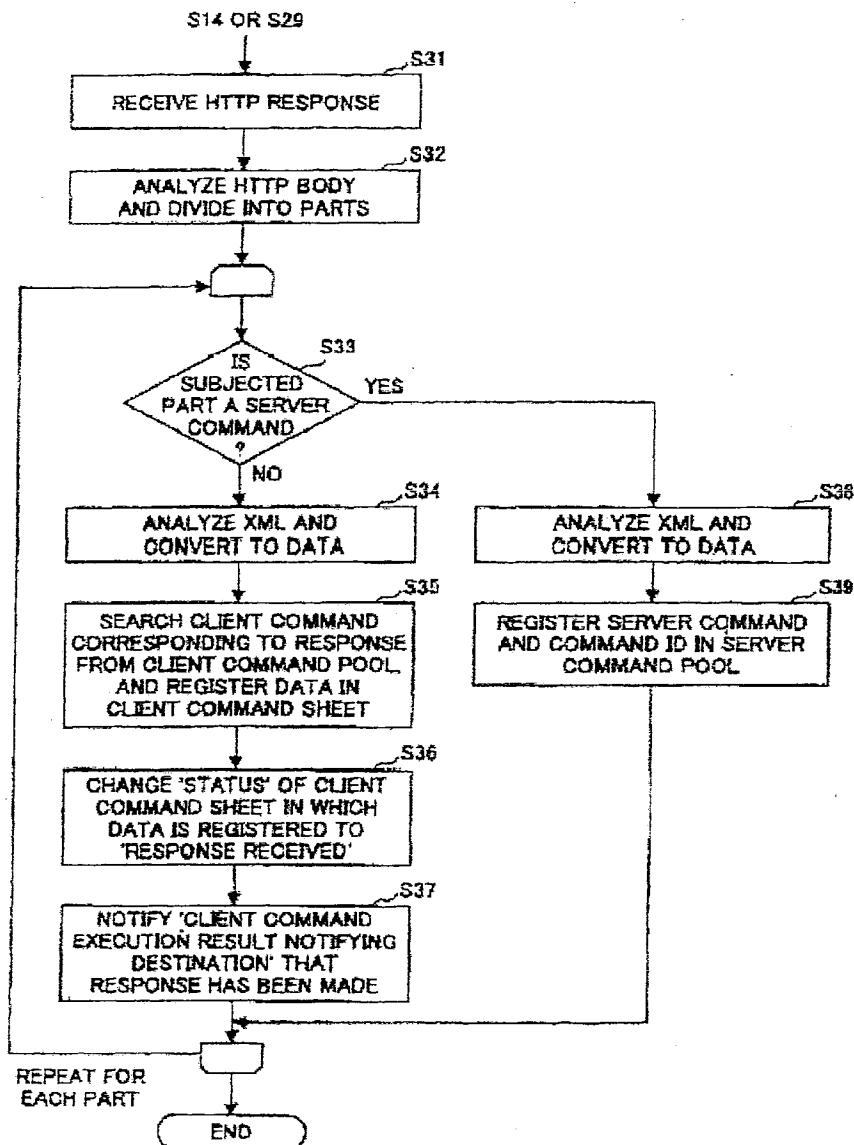 S14 OR S29
S31
RECEIVE HTTP RESPONSE
S32
ANALYZE HTTP BODY
AND DIVIDE INTO PARTS
S33
IS
SUBJECTED
PART A SERVER
COMMAND
?
YES
NO
S34
ANALYZE XML AND
CONVERT TO DATA
S38
ANALYZE XML AND
CONVERT TO DATA
S35
SEARCH CLIENT COMMAND
CORRESPONDING TO RESPONSE
FROM CLIENT COMMAND POOL
AND REGISTER DATA IN
CLIENT COMMAND SHEET
S39
REGISTER SERVER COMMAND
AND COMMAND ID IN SERVER
COMMAND POOL
S36
CHANGE 'STATUS' OF CLIENT
COMMAND SHEET IN WHICH
DATA IS REGISTERED TO
'RESPONSE RECEIVED'
S37
NOTIFY 'CLIENT COMMAND
EXECUTION RESULT NOTIFYING
DESTINATION' THAT
RESPONSE HAS BEEN MADE
REPEAT FOR
EACH PART
END